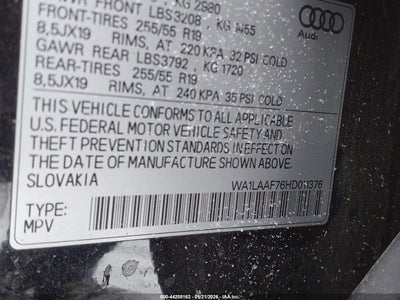 KG 2980
GAWR FRONT LBS3208 , KG 1455
FRONT-TIRES 255/55 R19
8,5JX19 RIMS, AT 220 KPA 32 PSI COLD
GAWR REAR LBS3792 , KG 1720
REAR-TIRES 255/55 R19
8,5JX19 RIMS, AT 240 KPA 35 PSI COLD
Audi
THIS VEHICLE CONFORMS TO ALL APPLICABLE
U.S. FEDERAL MOTOR VEHICLE SAFETY AND
THEFT PREVENTION STANDARDS IN EFFECT ON
THE DATE OF MANUFACTURE SHOWN ABOVE.
SLOVAKIA
TYPE:
MPV